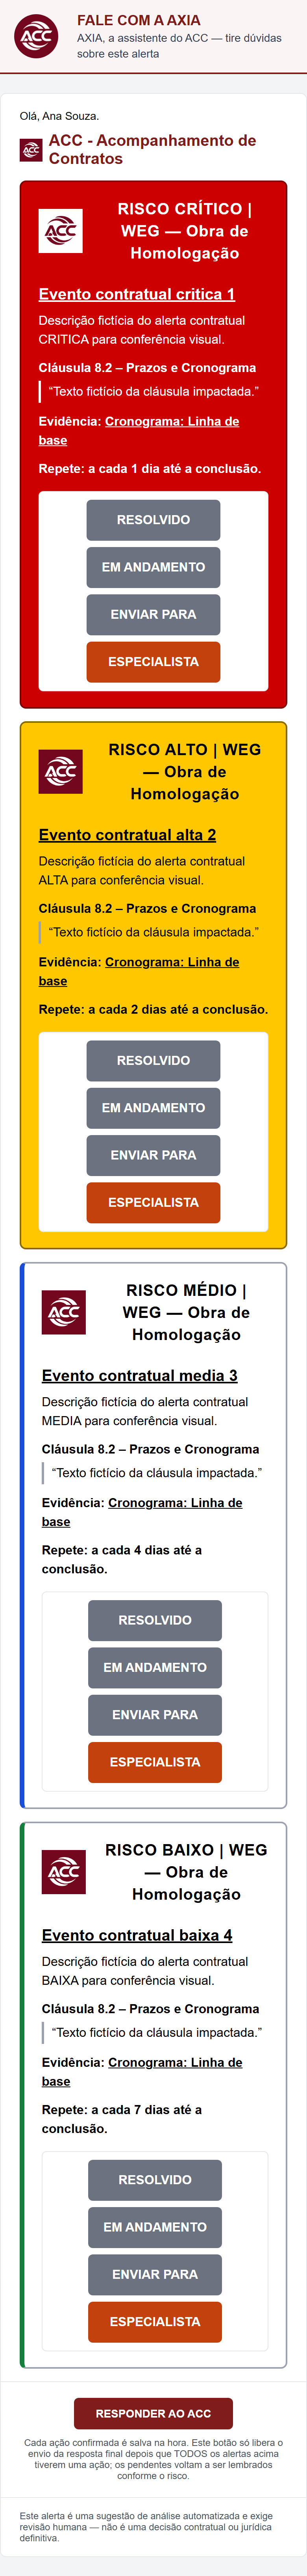 ACC
FALE COM A AXIA
AXIA, a assistente do ACC — tire dúvidas
sobre este alerta
Olá, Ana Souza.
ACC
ACC - Acompanhamento de
Contratos
ACC
RISCO CRÍTICO |
WEG — Obra de
Homologação
Evento contratual critica 1
Descrição fictícia do alerta contratual
CRITICA para conferência visual.
Cláusula 8.2 – Prazos e Cronograma
“Texto fictício da cláusula impactada.”
Evidência: Cronograma: Linha de
base
Repete: a cada 1 dia até a conclusão.
RESOLVIDO
EM ANDAMENTO
ENVIAR PARA
ESPECIALISTA
ACC
RISCO ALTO | WEG
— Obra de
Homologação
Evento contratual alta 2
Descrição fictícia do alerta contratual
ALTA para conferência visual.
Cláusula 8.2 – Prazos e Cronograma
“Texto fictício da cláusula impactada.”
Evidência: Cronograma: Linha de
base
Repete: a cada 2 dias até a conclusão.
RESOLVIDO
EM ANDAMENTO
ENVIAR PARA
ESPECIALISTA
ACC
RISCO MÉDIO |
WEG — Obra de
Homologação
Evento contratual media 3
Descrição fictícia do alerta contratual
MEDIA para conferência visual.
Cláusula 8.2 – Prazos e Cronograma
“Texto fictício da cláusula impactada.”
Evidência: Cronograma: Linha de
base
Repete: a cada 4 dias até a
conclusão.
RESOLVIDO
EM ANDAMENTO
ENVIAR PARA
ESPECIALISTA
ACC
RISCO BAIXO | WEG
— Obra de
Homologação
Evento contratual baixa 4
Descrição fictícia do alerta contratual
BAIXA para conferência visual.
Cláusula 8.2 – Prazos e Cronograma
“Texto fictício da cláusula impactada.”
Evidência: Cronograma: Linha de
base
Repete: a cada 7 dias até a
conclusão.
RESOLVIDO
EM ANDAMENTO
ENVIAR PARA
ESPECIALISTA
RESPONDER AO ACC
Cada ação confirmada é salva na hora. Este botão só libera o
envio da resposta final depois que TODOS os alertas acima
tiverem uma ação; os pendentes voltam a ser lembrados
conforme o risco.
Este alerta é uma sugestão de análise automatizada e exige
revisão humana — não é uma decisão contratual ou jurídica
definitiva.